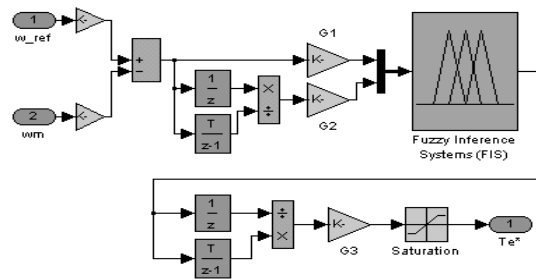 1
w_ref
K-
+
−
2
wm
K-
1
z
T
z-1
×
÷
G1
K-
K-
G2
Fuzzy Inference
Systems (FIS)
1
z
T
z-1
÷
×
K-
G3
Saturation
1
Te*